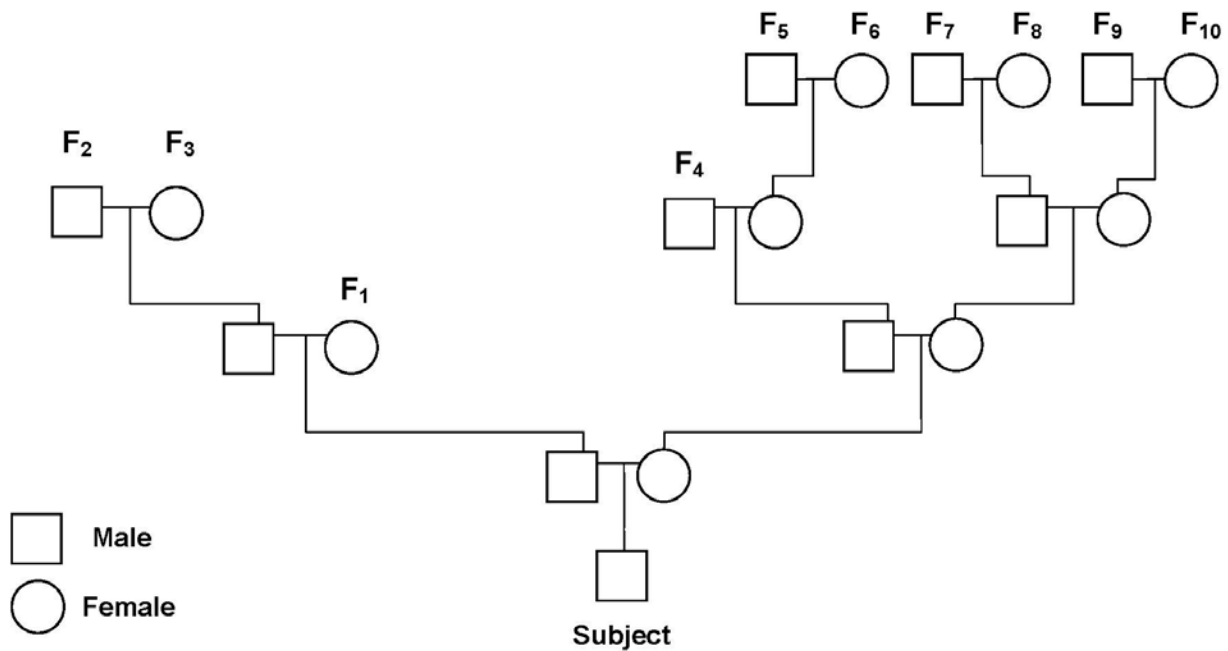 F₅ F₆ F₇ F₈ F₉ F₁₀
F₂ F₃
F₄
F₁
Male
Female
Subject